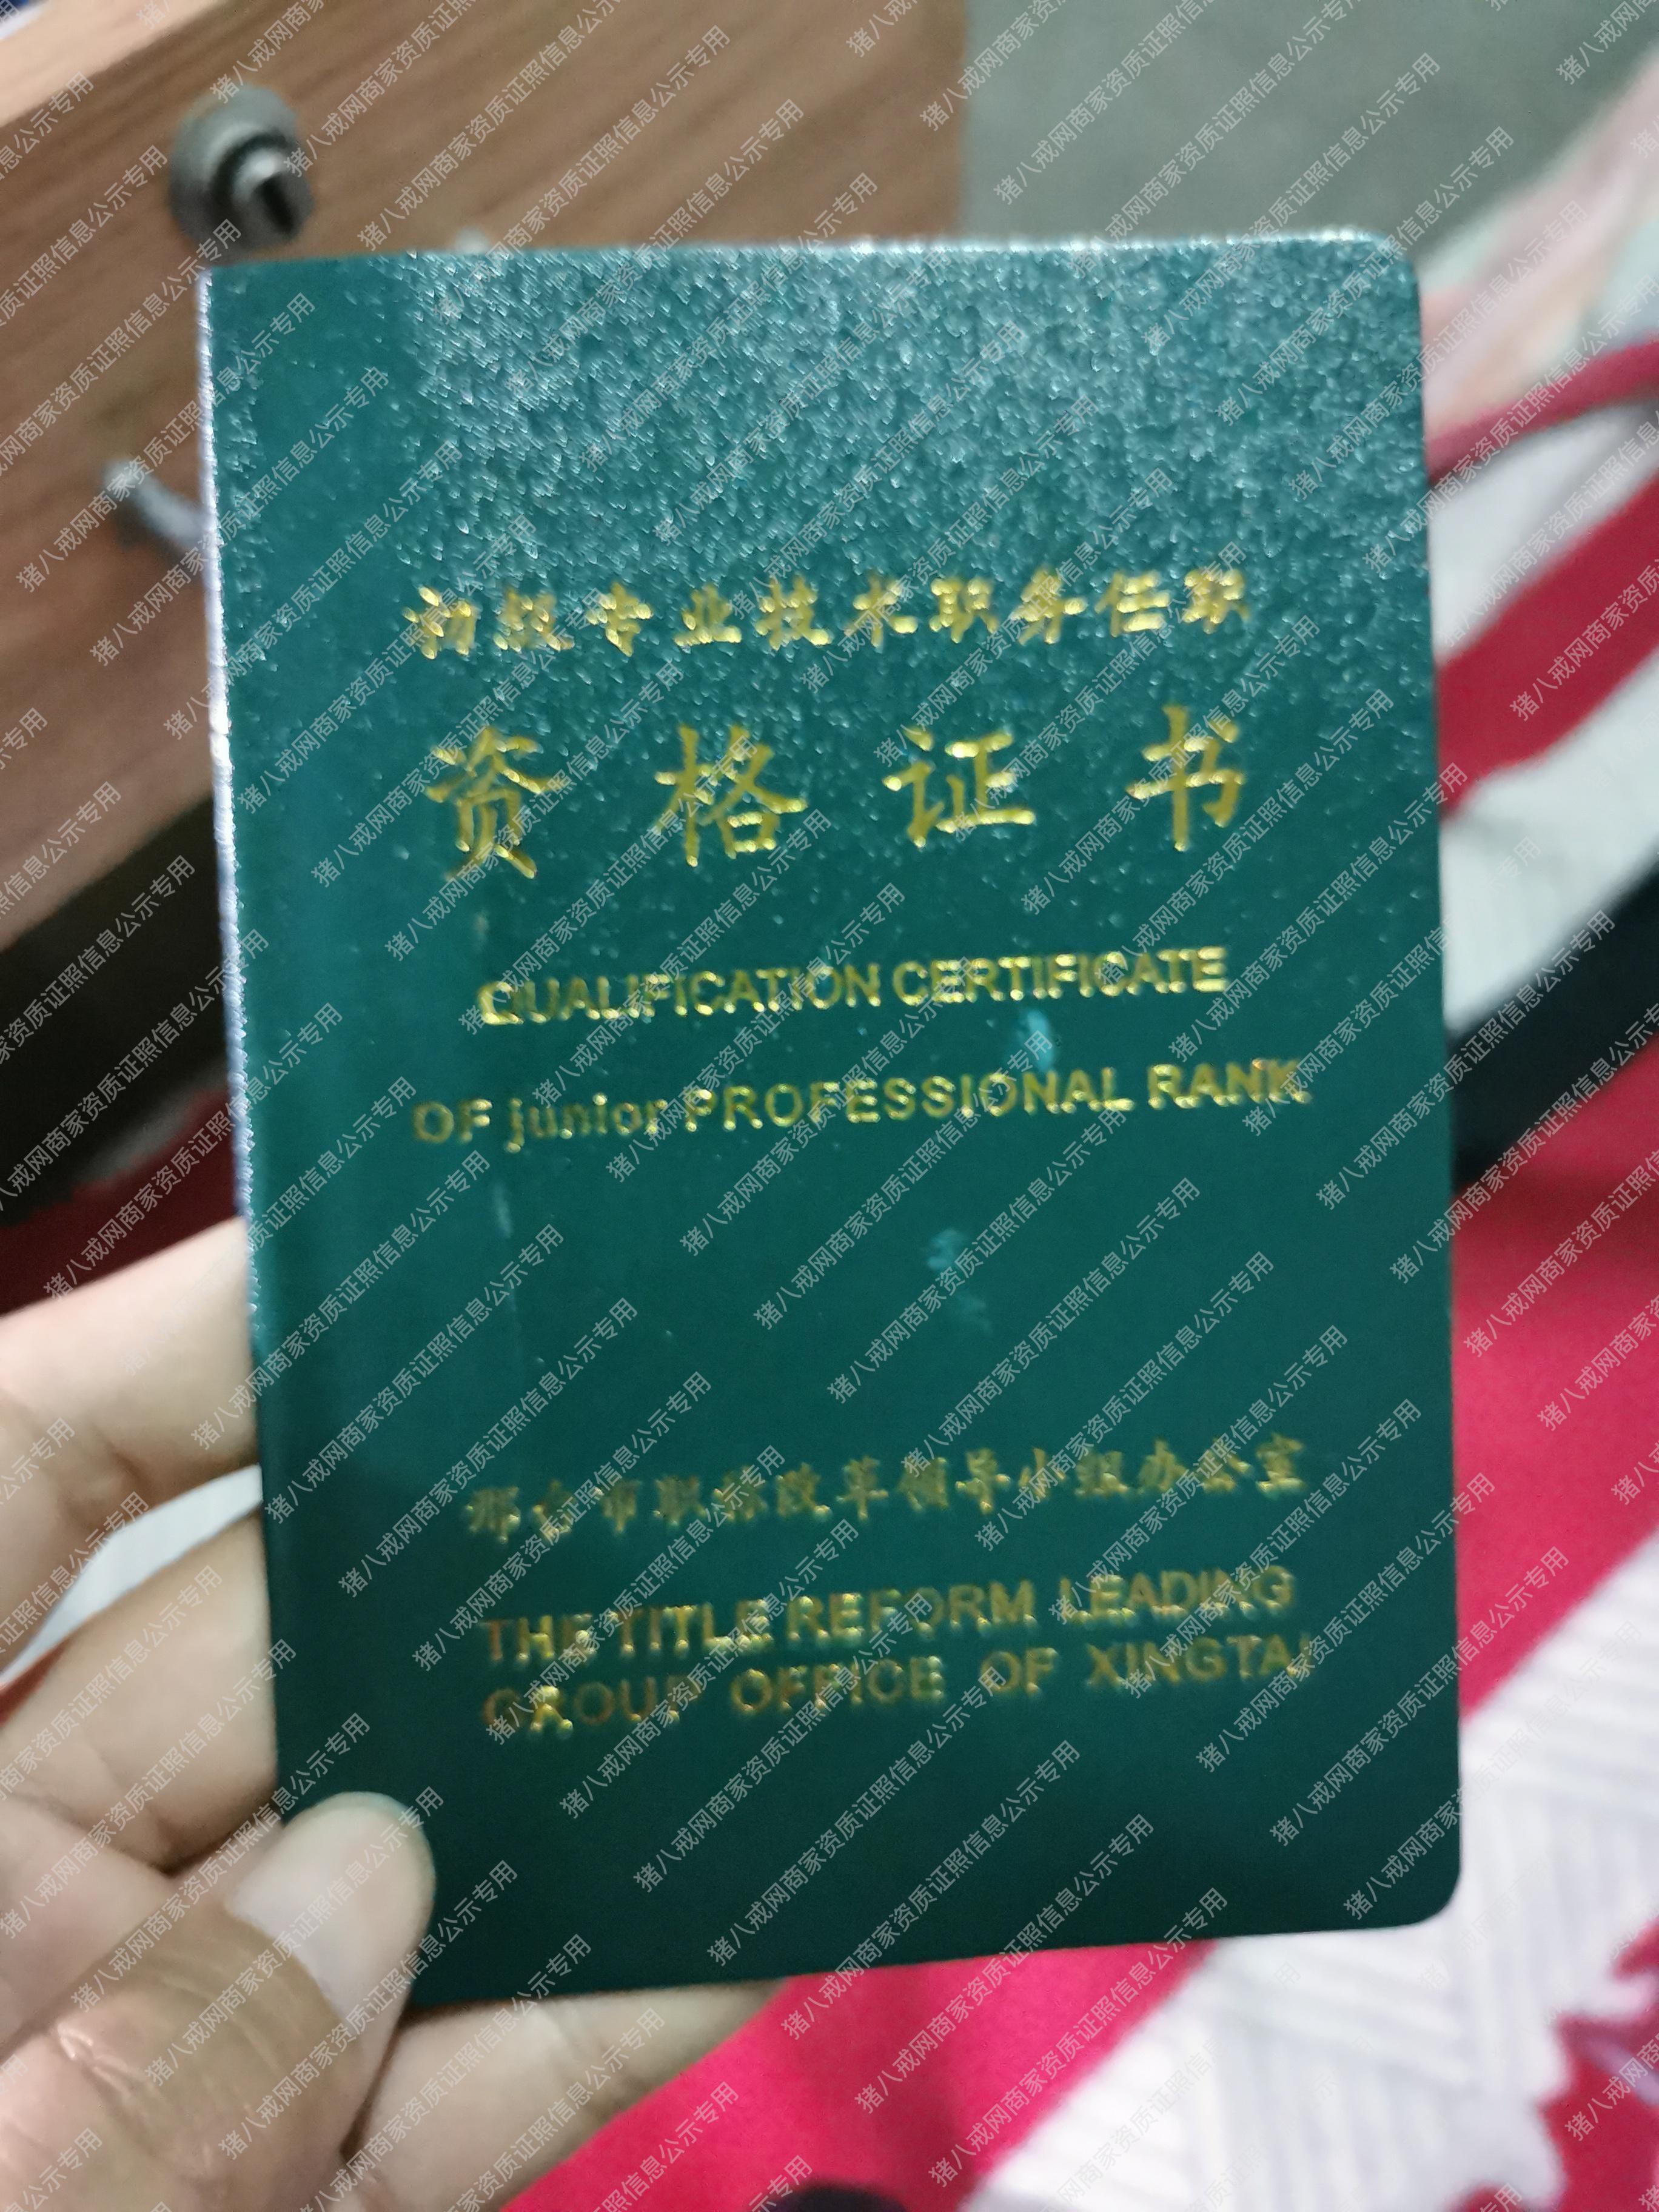 初级专业技术职务任职
资格证书
QUALIFICATION CERTIFICATE
OF junior PROFESSIONAL RANK
邢台市职称改革领导小组办公室
THE TITLE REFORM LEADING
GROUP OFFICE OF XINGTAI
猪八戒网商家资质证照信息公示专用